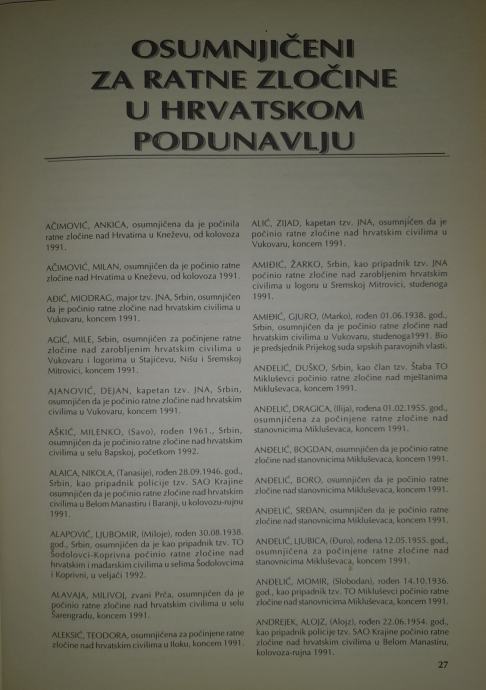 OSUMNJIČENI
ZA RATNE ZLOČINE
U HRVATSKOM
PODUNAVLJU
AČIMOVIĆ, ANKICA, osumnjičena da je počinila
ratne zločine nad Hrvatima u Kneževu, od kolovoza
1991.
AČIMOVIĆ, MILAN, osumnjičen da je počinio ratne
zločine nad Hrvatima u Kneževu, od kolovoza 1991.
AĐIĆ, MIODRAG, major tzv. JNA, Srbin, osumnjičen
da je počinio ratne zločine nad hrvatskim civilima u
Vukovaru, koncem 1991.
AGIĆ, MILE, Srbin, osumnjičen za počinjene ratne
zločine nad zarobljenim hrvatskim civilima u
Vukovaru i logorima u Stajićevu, Nišu i Sremskoj
Mitrovici, koncem 1991.
AJANOVIĆ, DEJAN, kapetan tzv. JNA, Srbin,
osumnjičen da je počinio ratne zločine nad hrvatskim
civilima u Vukovaru, koncem 1991.
AŠKIĆ, MILENKO, (Savo), rođen 1961., Srbin,
osumnjičen da je počinio ratne zločine nad hrvatskim
civilima u selu Bapskoj, početkom 1992.
ALAICA, NIKOLA, (Tanasije), rođen 28.09.1946. god.,
Srbin, kao pripadnik policije tzv. SAO Krajine
osumnjičen da je počinio ratne zločine nad hrvatskim
civilima u Belom Manastiru i Baranji, u kolovozu-rujnu
1991.
ALAPOVIĆ, LJUBOMIR, (Miloje), rođen 30.08.1938.
god., Srbin, osumnjičen da je kao pripadnik tzv. TO
Šodolovci-Koprivna počinio ratne zločine nad
hrvatskim i mađarskim civilima u selima Šodolovcima
i Koprivni, u veljači 1992.
ALAVAJA, MILIVOJ, zvani Prča, osumnjičen da je
počinio ratne zločine nad hrvatskim civilima u selu
Šarengradu, koncem 1991.
ALEKSIĆ, TEODORA, osumnjičena za počinjene ratne
zločine nad hrvatskim civilima u Iloku, koncem 1991.
ALIĆ, ZIJAD, kapetan tzv. JNA, osumnjičen da je
počinio ratne zločine nad hrvatskim civilima u
Vukovaru, koncem 1991.
AMIĐIĆ, ŽARKO, Srbin, kao pripadnik tzv. JNA
počinio ratne zločine nad zarobljenim hrvatskim
civilima u logoru u Sremskoj Mitrovici, studenoga
1991.
AMIĐIĆ, GJURO, (Marko), rođen 01.06.1938. god.,
Srbin, osumnjičen da je počinio ratne zločine nad
hrvatskim civilima u Vukovaru, studenoga1991. Bio
je predsjednik Prijekog suda srpskih paravojnih vlasti.
ANĐELIĆ, DUŠKO, Srbin, kao član tzv. Štaba TO
Mikluševci počinio ratne zločine nad mještanima
Mikluševaca, koncem 1991.
ANĐELIĆ, DRAGICA, (Ilija), rođena 01.02.1955. god.,
osumnjičena za počinjene ratne zločine nad
stanovnicima Mikluševaca, koncem 1991.
ANĐELIĆ, BOGDAN, osumnjičen da je počinio ratne
zločine nad stanovnicima Mikluševaca, koncem 1991.
ANĐELIĆ, BORO, osumnjičen da je počinio ratne
zločine nad stanovnicima Mikluševaca, koncem 1991.
ANĐELIĆ, SRĐAN, osumnjičen da je počinio ratne
zločine nad stanovnicima Mikluševaca, koncem 1991.
ANĐELIĆ, LJUBICA, (Đuro), rođena 12.05.1955. god.,
osumnjičena za počinjene ratne zločine nad
stanovnicima Mikluševaca, koncem 1991.
ANĐELIĆ, MOMIR, (Slobodan), rođen 14.10.1936.
god., kao pripadnik tzv. TO Mikluševci počinio ratne
zločine nad stanovnicima Mikluševaca, koncem 1991.
ANDREJEK, ALOJZ, (Alojz), rođen 22.06.1954. god.,
kao pripadnik policije tzv. SAO Krajine počinio ratne
zločine nad hrvatskim civilima u Belom Manastiru,
kolovoza-rujna 1991.
27